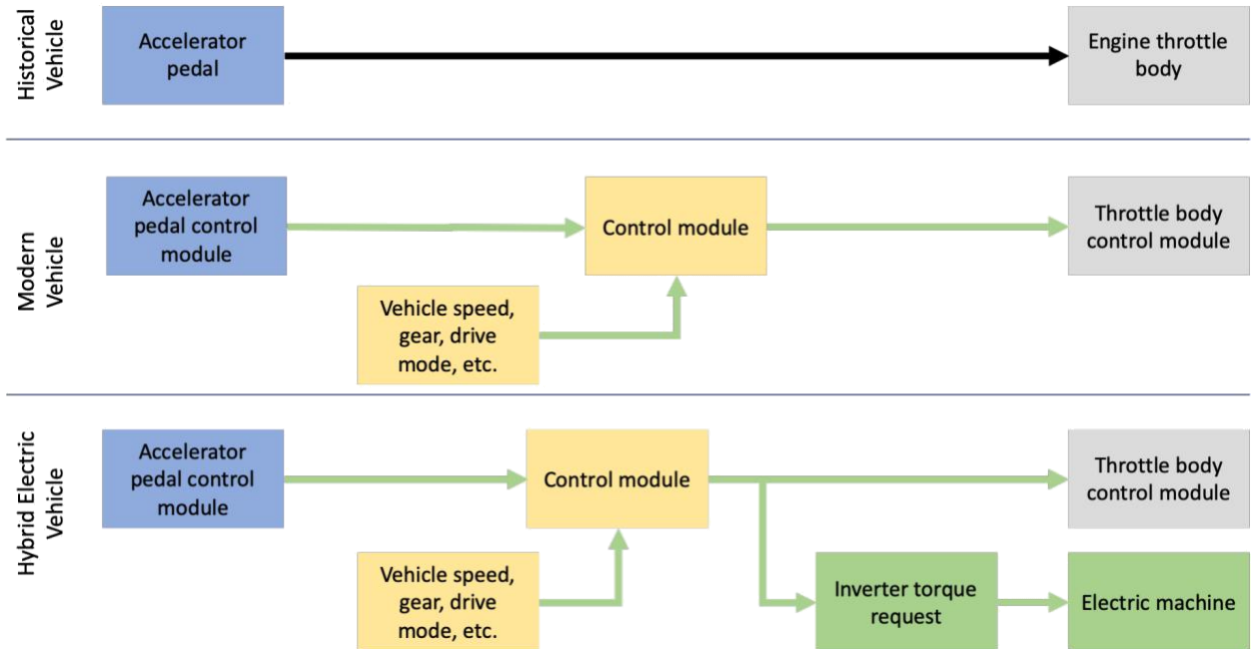 Historical
Vehicle
Accelerator
pedal
Engine throttle
body
Modern
Vehicle
Accelerator
pedal control
module
Control module
Throttle body
control module
Vehicle speed,
gear, drive
mode, etc.
Hybrid Electric
Vehicle
Accelerator
pedal control
module
Control module
Throttle body
control module
Vehicle speed,
gear, drive
mode, etc.
Inverter torque
request
Electric machine